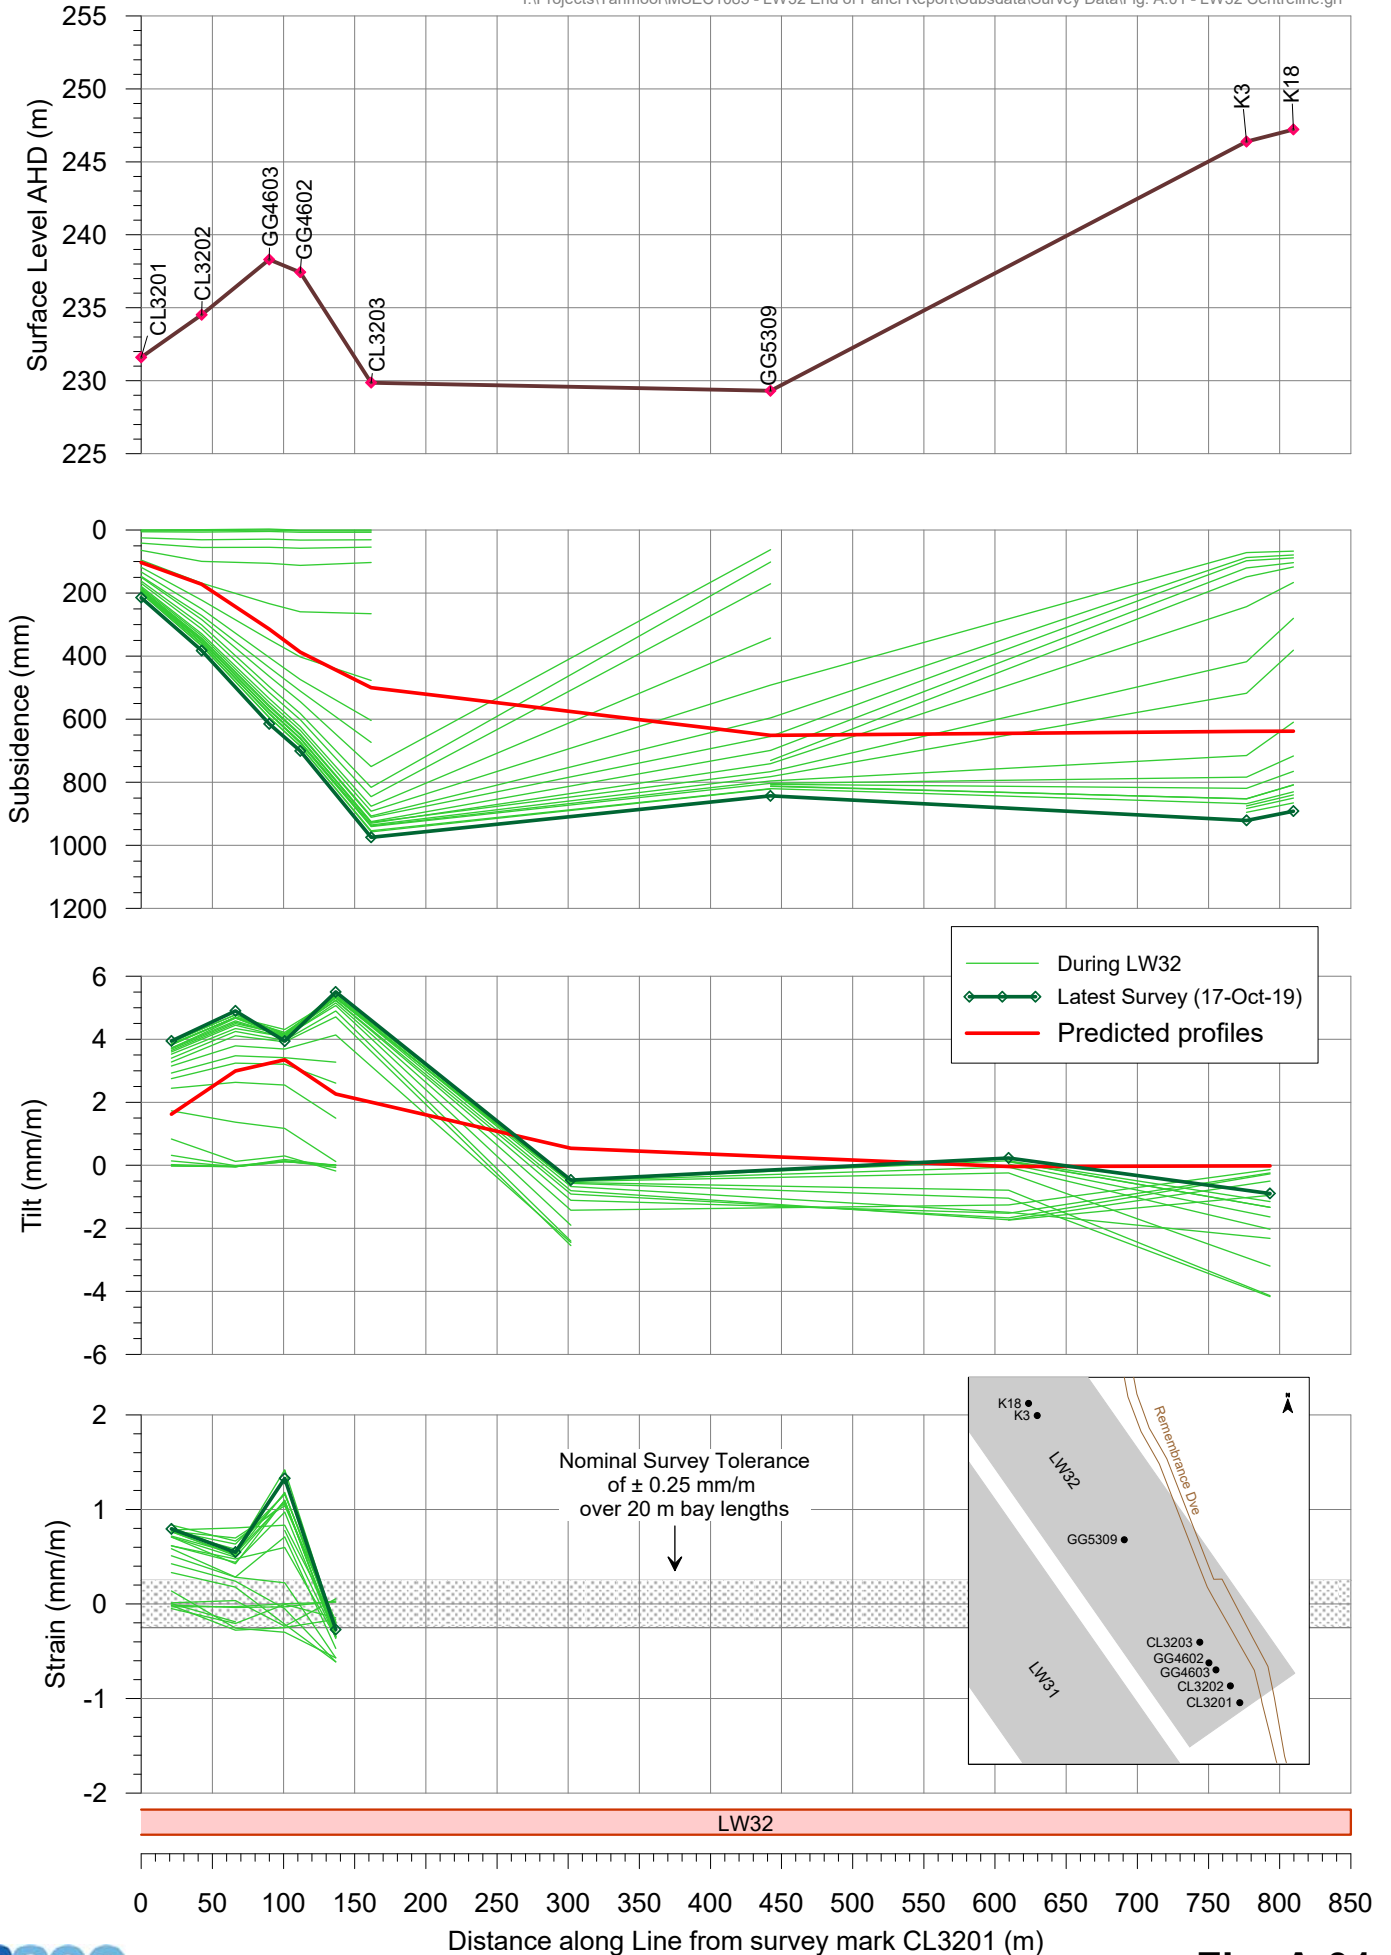 255
250
245
240
235
230
225
Surface Level AHD (m)
CL3201
CL3202
GG4603
GG4602
CL3203
GG5309
K3
K18
0
200
400
600
800
1000
1200
Subsidence (mm)
During LW32
Latest Survey (17-Oct-19)
Predicted profiles
6
4
2
0
-2
-4
-6
Tilt (mm/m)
2
1
0
-1
-2
Strain (mm/m)
Nominal Survey Tolerance
of ± 0.25 mm/m
over 20 m bay lengths
N
K18
K3
LW32
Remembrance Dve
GG5309
CL3203
GG4602
GG4603
CL3202
CL3201
LW31
LW32
0 50 100 150 200 250 300 350 400 450 500 550 600 650 700 750 800 850
Distance along Line from survey mark CL3201 (m)